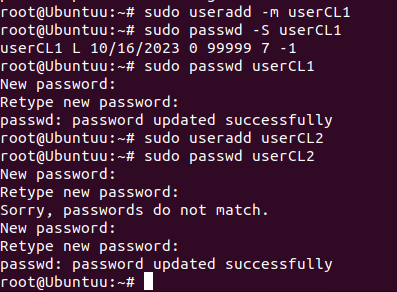 root@Ubuntuu:~# sudo useradd -m userCL1
root@Ubuntuu:~# sudo passwd -S userCL1
userCL1 L 10/16/2023 0 99999 7 -1
root@Ubuntuu:~# sudo passwd userCL1
New password:
Retype new password:
passwd: password updated successfully
root@Ubuntuu:~# sudo useradd userCL2
root@Ubuntuu:~# sudo passwd userCL2
New password:
Retype new password:
Sorry, passwords do not match.
New password:
Retype new password:
passwd: password updated successfully
root@Ubuntuu:~#